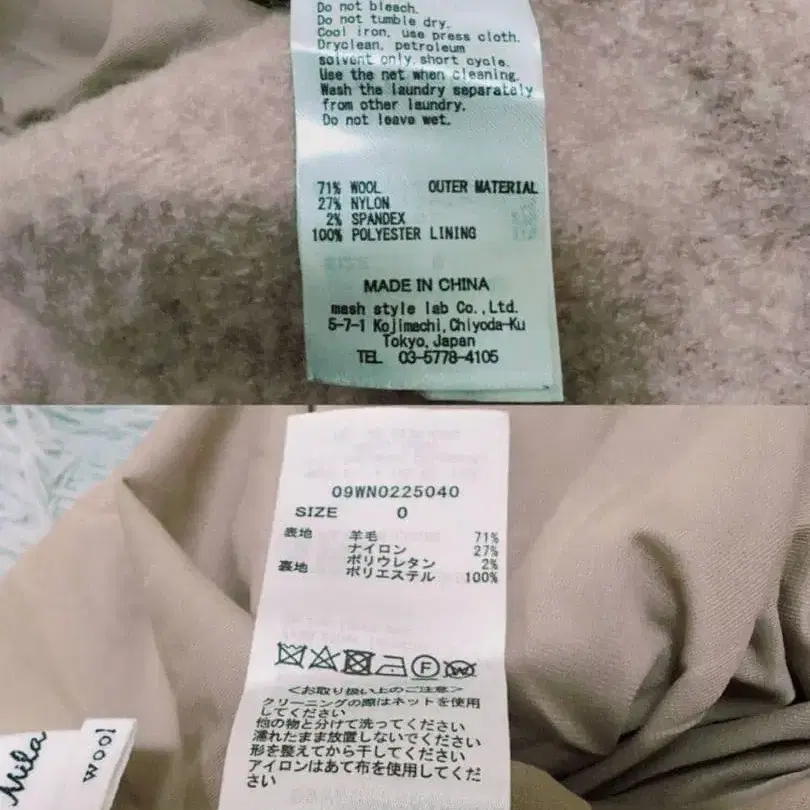 Do not bleach.
Do not tumble dry.
Cool iron, use press cloth.
Dryclean, petroleum
solvent only, short cycle.
Use the net when cleaning.
Wash the laundry separately
from other laundry.
Do not leave wet.
71% WOOL OUTER MATERIAL
27% NYLON
2% SPANDEX
100% POLYESTER LINING
MADE IN CHINA
mash style lab Co.,Ltd.
5-7-1 Kojimachi,Chiyoda-Ku
Tokyo,Japan
TEL 03-5778-4105
09WN0225040
SIZE 0
表地 羊毛 71%
ナイロン 27%
ポリウレタン 2%
裏地 ポリエステル 100%
F
W
<お取り扱い上のご注意>
クリーニングの際はネットを使用
してください
他の物と分けて洗ってください
濡れたまま放置しないでください
形を整えてから干してください
アイロンはあて布を使用してくだ
さい
Mila
wool